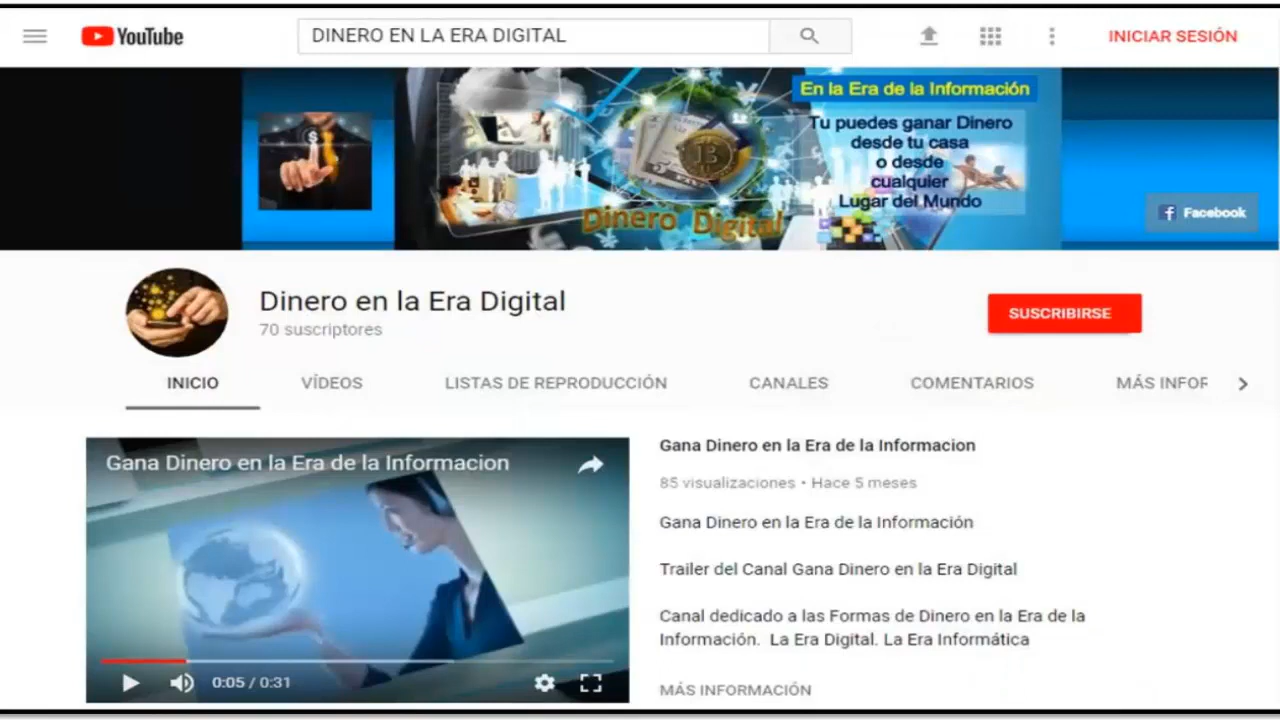 YouTube
DINERO EN LA ERA DIGITAL
INICIAR SESIÓN
En la Era de la Información
Tu puedes ganar Dinero
desde tu casa
o desde
cualquier
Lugar del Mundo
Dinero Digital
f Facebook
Dinero en la Era Digital
70 suscriptores
SUSCRIBIRSE
INICIO VÍDEOS LISTAS DE REPRODUCCIÓN CANALES COMENTARIOS MÁS INFOR
Gana Dinero en la Era de la Informacion
0:05 / 0:31
Gana Dinero en la Era de la Informacion
85 visualizaciones • Hace 5 meses
Gana Dinero en la Era de la Información
Trailer del Canal Gana Dinero en la Era Digital
Canal dedicado a las Formas de Dinero en la Era de la
Información. La Era Digital. La Era Informática
MÁS INFORMACIÓN